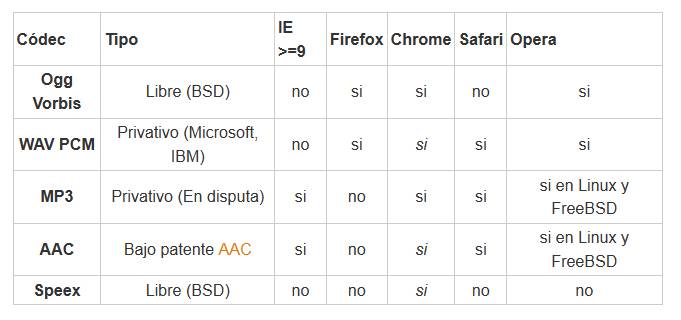 Códec Tipo IE >=9 Firefox Chrome Safari Opera
Ogg Vorbis Libre (BSD) no si si no si
WAV PCM Privativo (Microsoft, IBM) no si si si si
MP3 Privativo (En disputa) si no si si si en Linux y FreeBSD
AAC Bajo patente AAC si no si si si en Linux y FreeBSD
Speex Libre (BSD) no no si no no